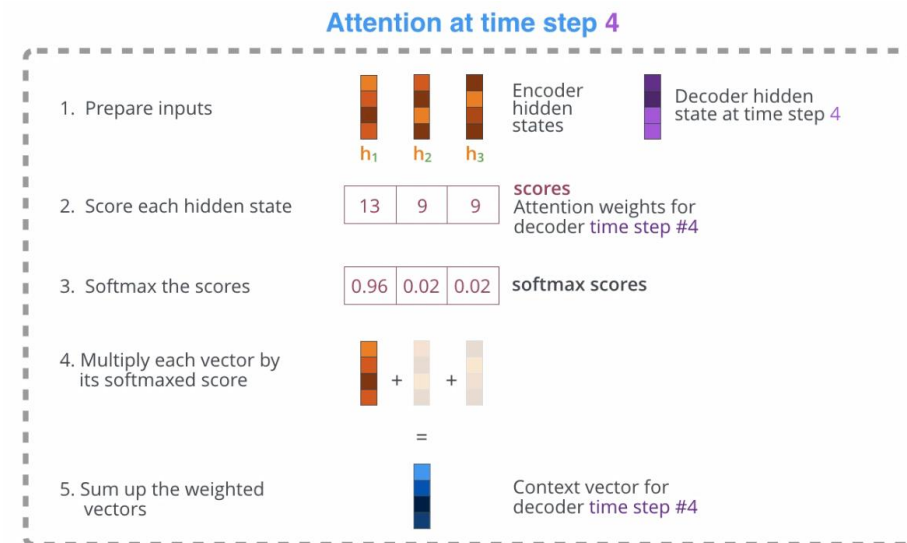 Attention at time step 4
1. Prepare inputs
Encoder
hidden
states
Decoder hidden
state at time step 4
h1
h2
h3
2. Score each hidden state
13
9
9
scores
Attention weights for
decoder time step #4
3. Softmax the scores
0.96
0.02
0.02
softmax scores
4. Multiply each vector by
its softmaxed score
+
+
=
5. Sum up the weighted
vectors
Context vector for
decoder time step #4